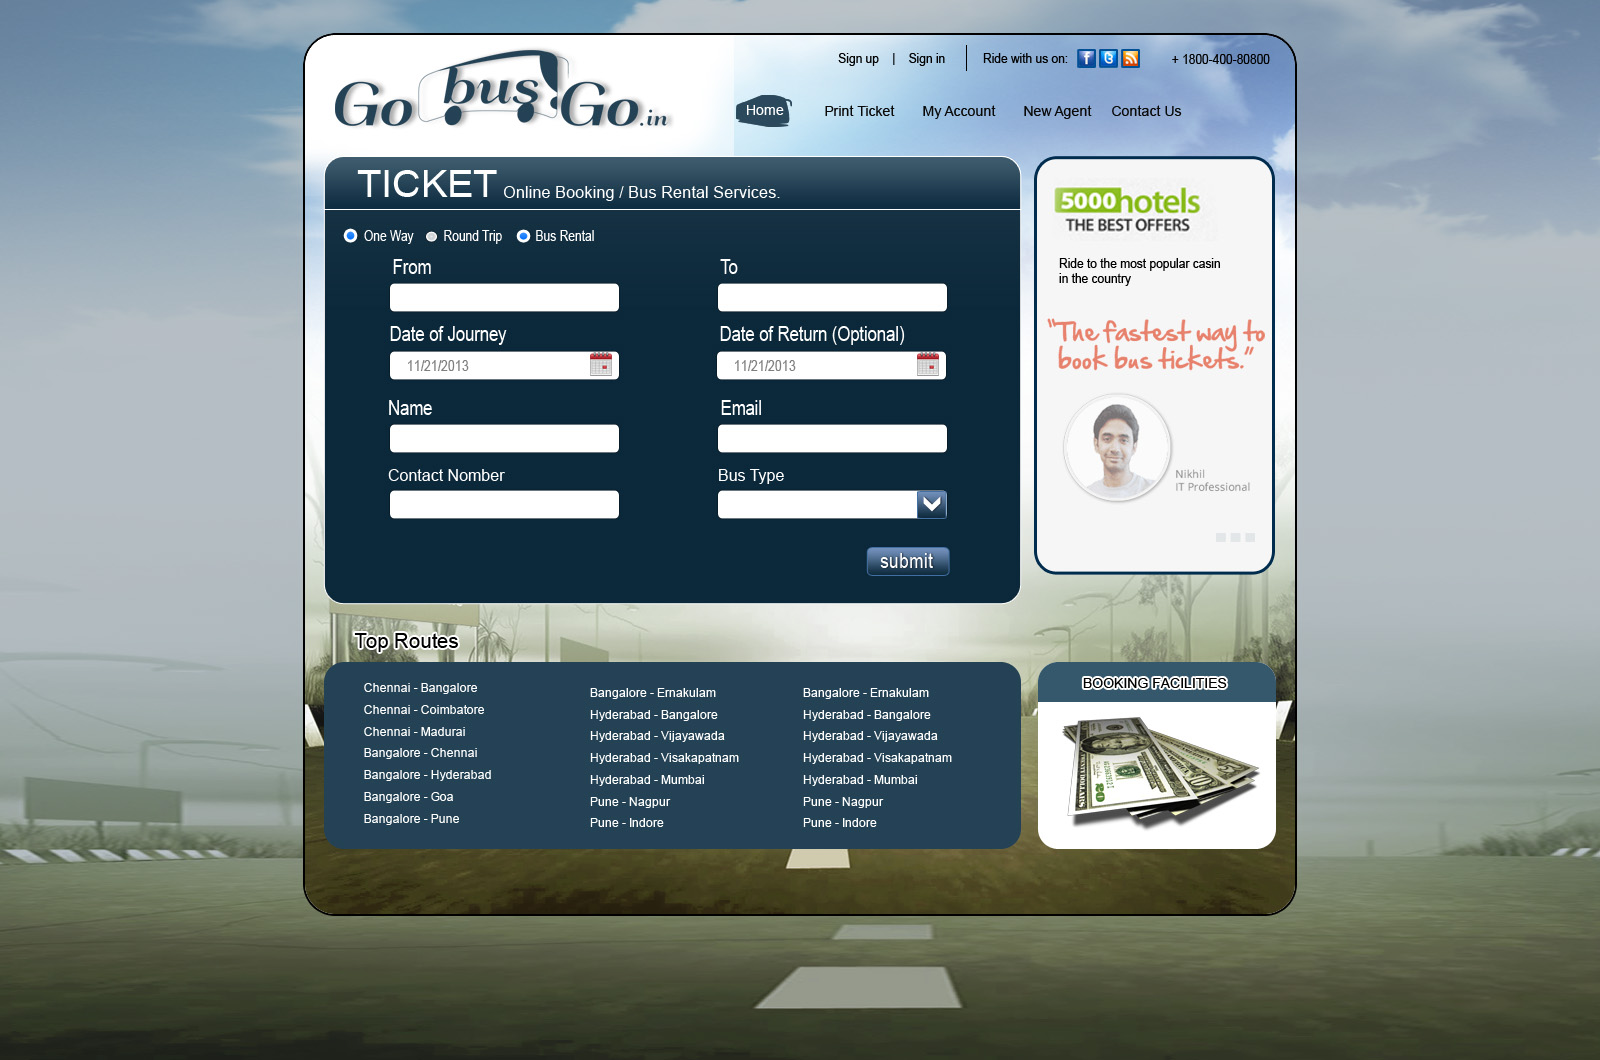 Sign up | Sign in
Ride with us on:
+ 1800-400-80800
Go bus Go.in
Home
Print Ticket
My Account
New Agent
Contact Us
TICKET Online Booking / Bus Rental Services.
One Way
Round Trip
Bus Rental
From
To
Date of Journey
Date of Return (Optional)
11/21/2013
11/21/2013
Name
Email
Contact Nomber
Bus Type
submit
5000hotels
THE BEST OFFERS
Ride to the most popular casin
in the country
"The fastest way to
book bus tickets."
Nikhil
IT Professional
Top Routes
Chennai - Bangalore
Chennai - Coimbatore
Chennai - Madurai
Bangalore - Chennai
Bangalore - Hyderabad
Bangalore - Goa
Bangalore - Pune
Bangalore - Ernakulam
Hyderabad - Bangalore
Hyderabad - Vijayawada
Hyderabad - Visakapatnam
Hyderabad - Mumbai
Pune - Nagpur
Pune - Indore
Bangalore - Ernakulam
Hyderabad - Bangalore
Hyderabad - Vijayawada
Hyderabad - Visakapatnam
Hyderabad - Mumbai
Pune - Nagpur
Pune - Indore
BOOKING FACILITIES